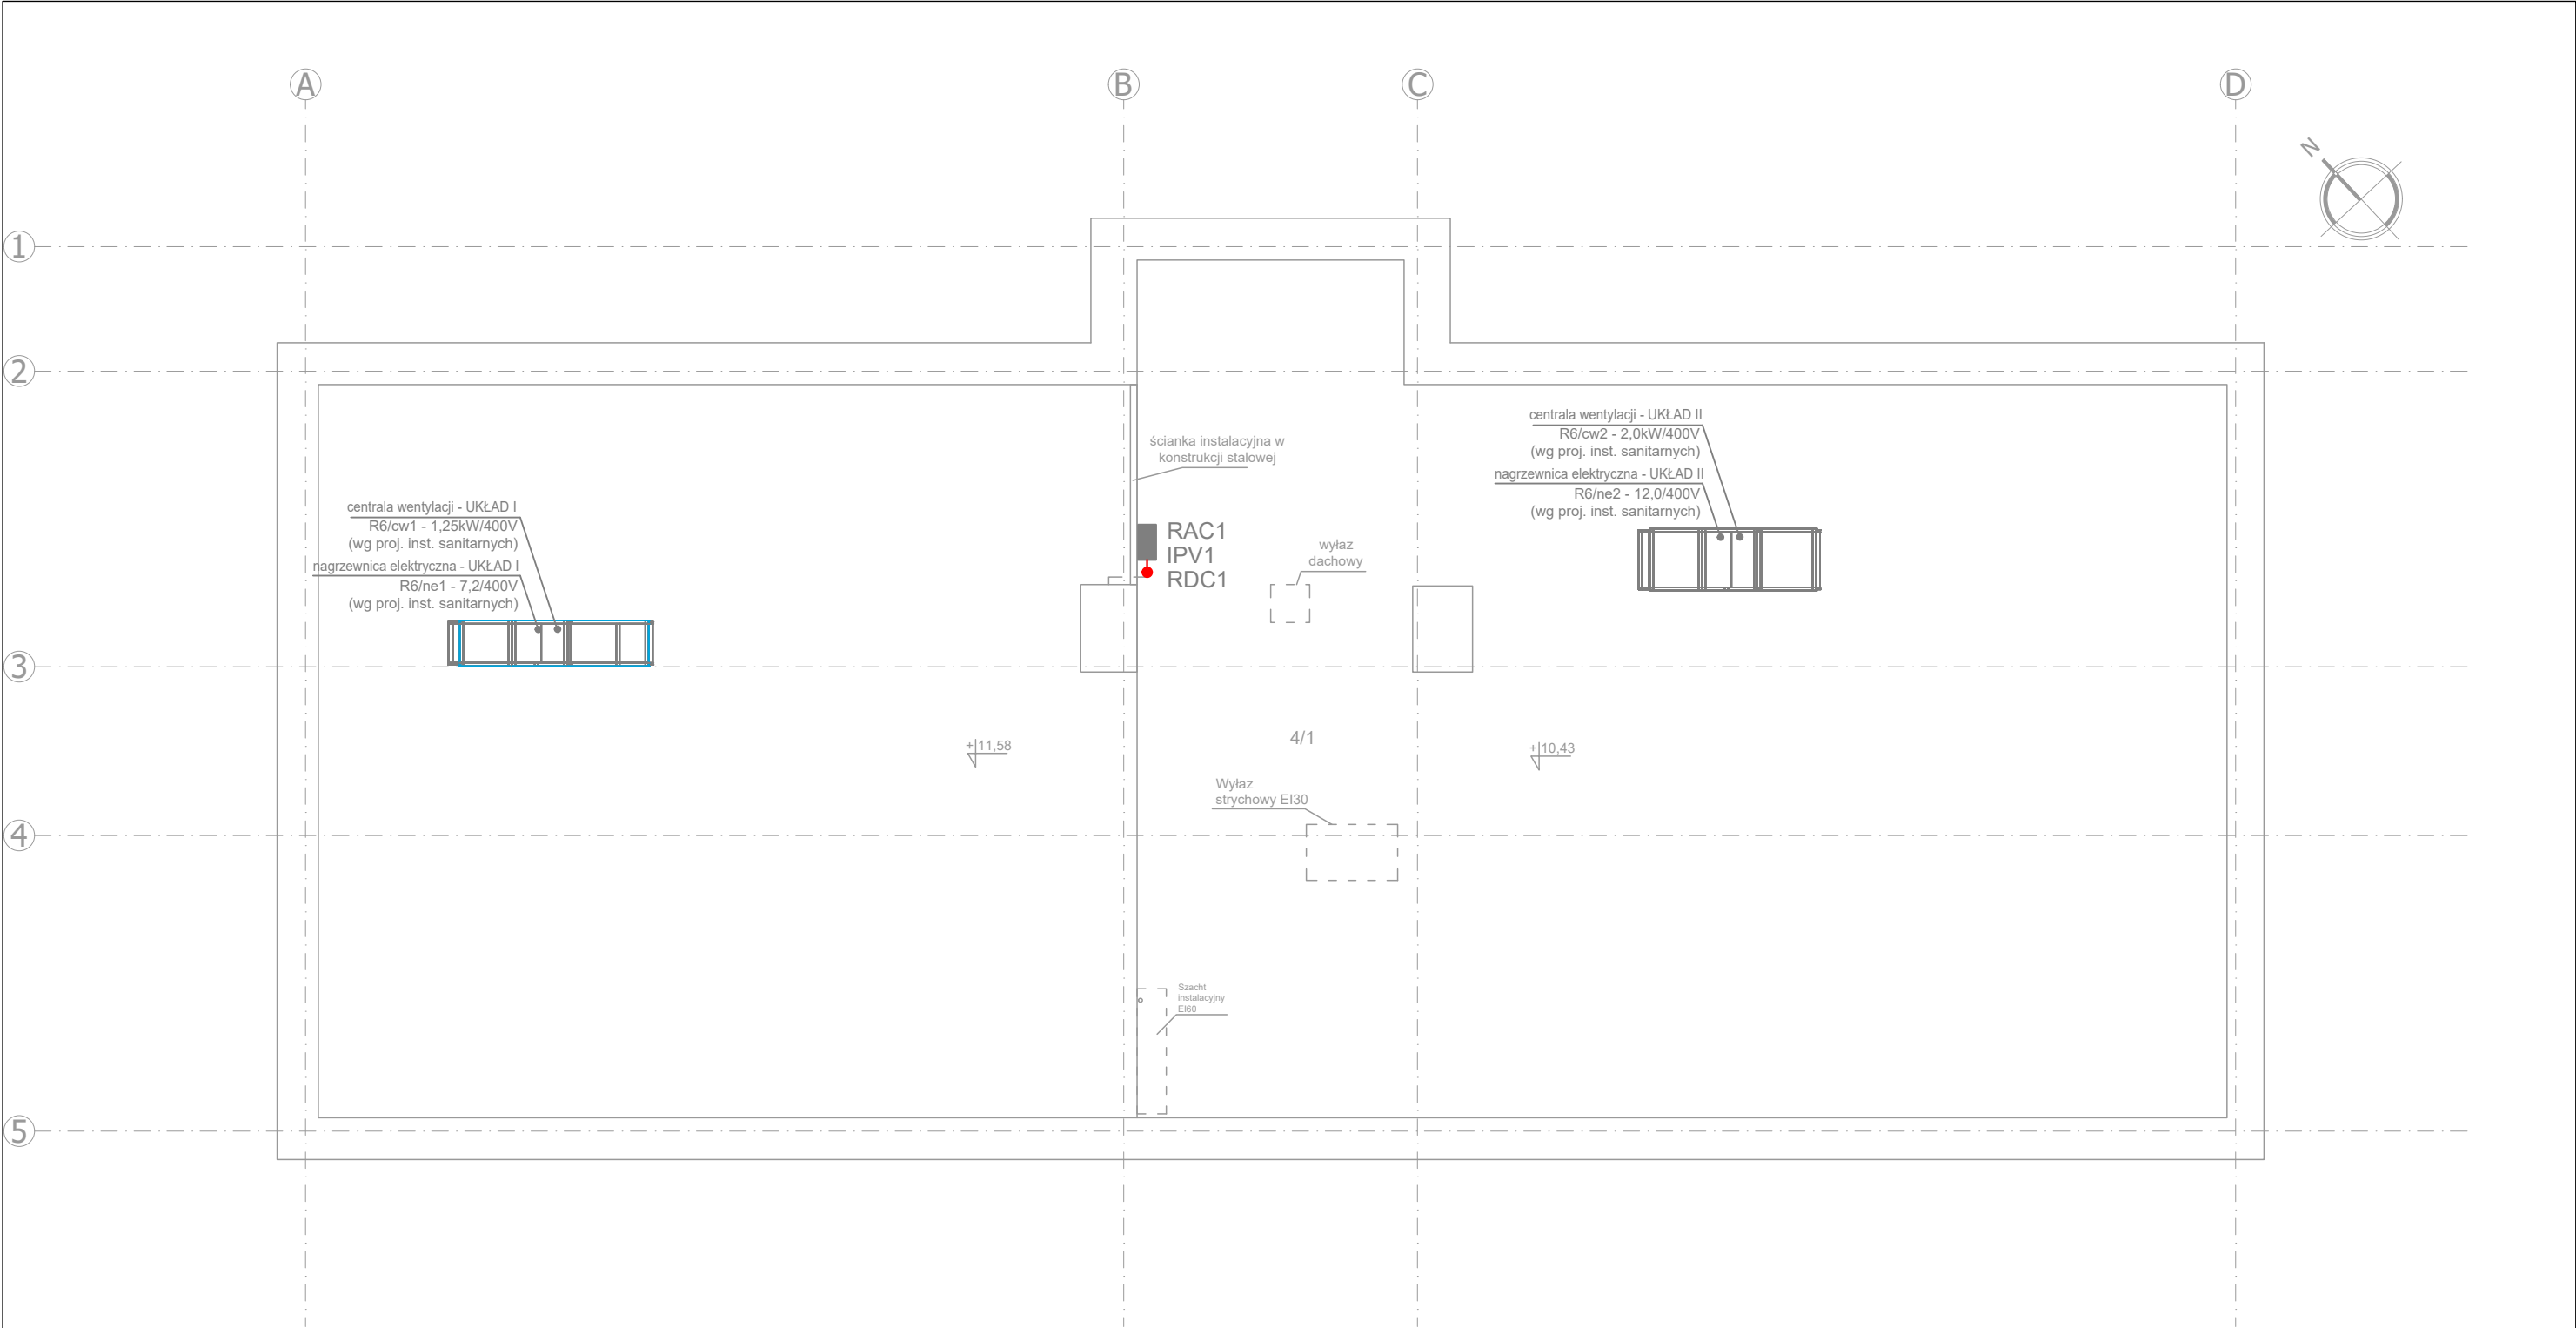 A
B
C
D
N
1
2
centrala wentylacji - UKŁAD II
R6/cw2 - 2,0kW/400V
(wg proj. inst. sanitarnych)
nagrzewnica elektryczna - UKŁAD II
R6/ne2 - 12,0/400V
(wg proj. inst. sanitarnych)
ścianka instalacyjna w
konstrukcji stalowej
centrala wentylacji - UKŁAD I
R6/cw1 - 1,25kW/400V
(wg proj. inst. sanitarnych)
nagrzewnica elektryczna - UKŁAD I
R6/ne1 - 7,2/400V
(wg proj. inst. sanitarnych)
RAC1
IPV1
RDC1
wyłaz
dachowy
3
4/1
+11,58
+10,43
Wyłaz
strychowy EI30
4
Szacht
instalacyjny
EI60
5